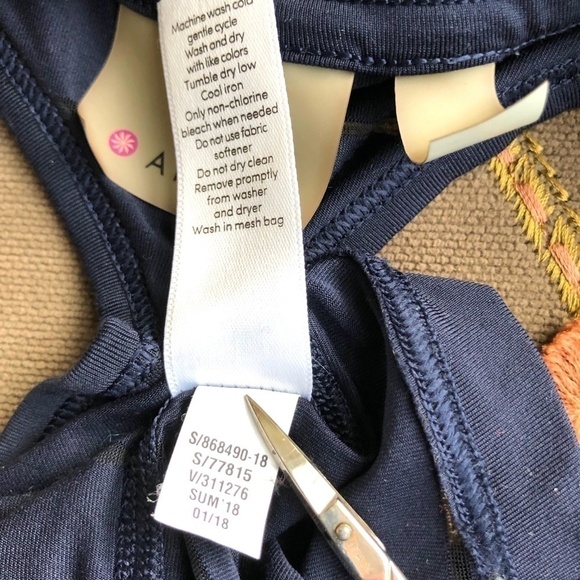 Machine wash cold
gentle cycle
Wash and dry
with like colors
Tumble dry low
Cool iron
Only non-chlorine
bleach when needed
Do not use fabric
softener
Do not dry clean
Remove promptly
from washer
and dryer
Wash in mesh bag
A
S/868490-18
S/77815
V/311276
SUM'18
01/18